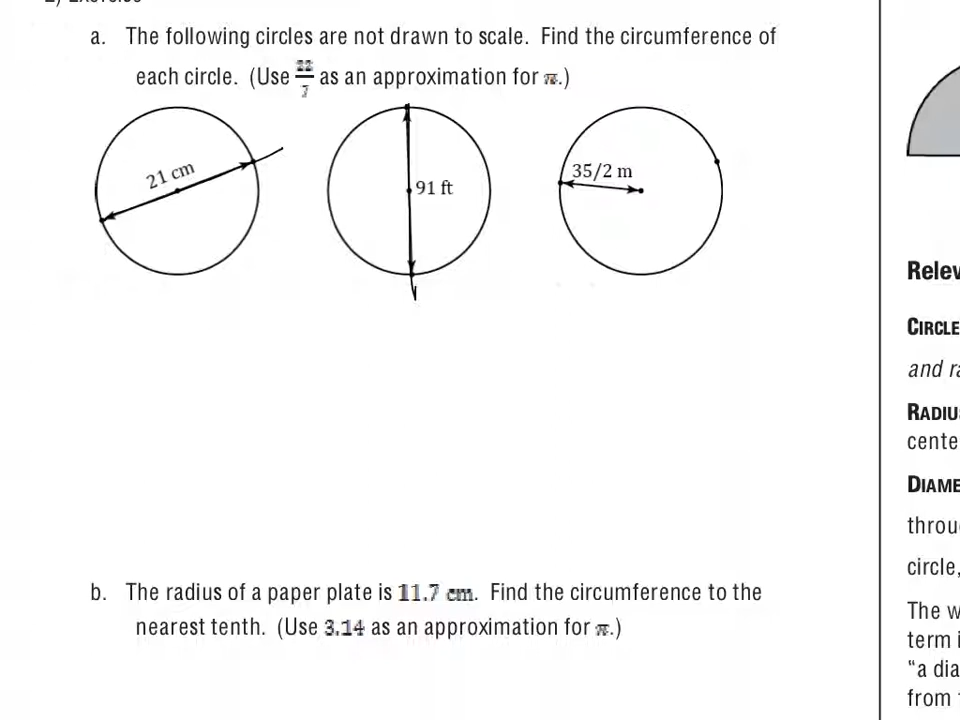 a. The following circles are not drawn to scale. Find the circumference of
each circle. (Use 22/7 as an approximation for π.)
21 cm
91 ft
35/2 m
b. The radius of a paper plate is 11.7 cm. Find the circumference to the
nearest tenth. (Use 3.14 as an approximation for π.)
Relev
CIRCLE
and ra
RADIUS
cente
DIAME
throu
circle,
The w
term i
"a dia
from